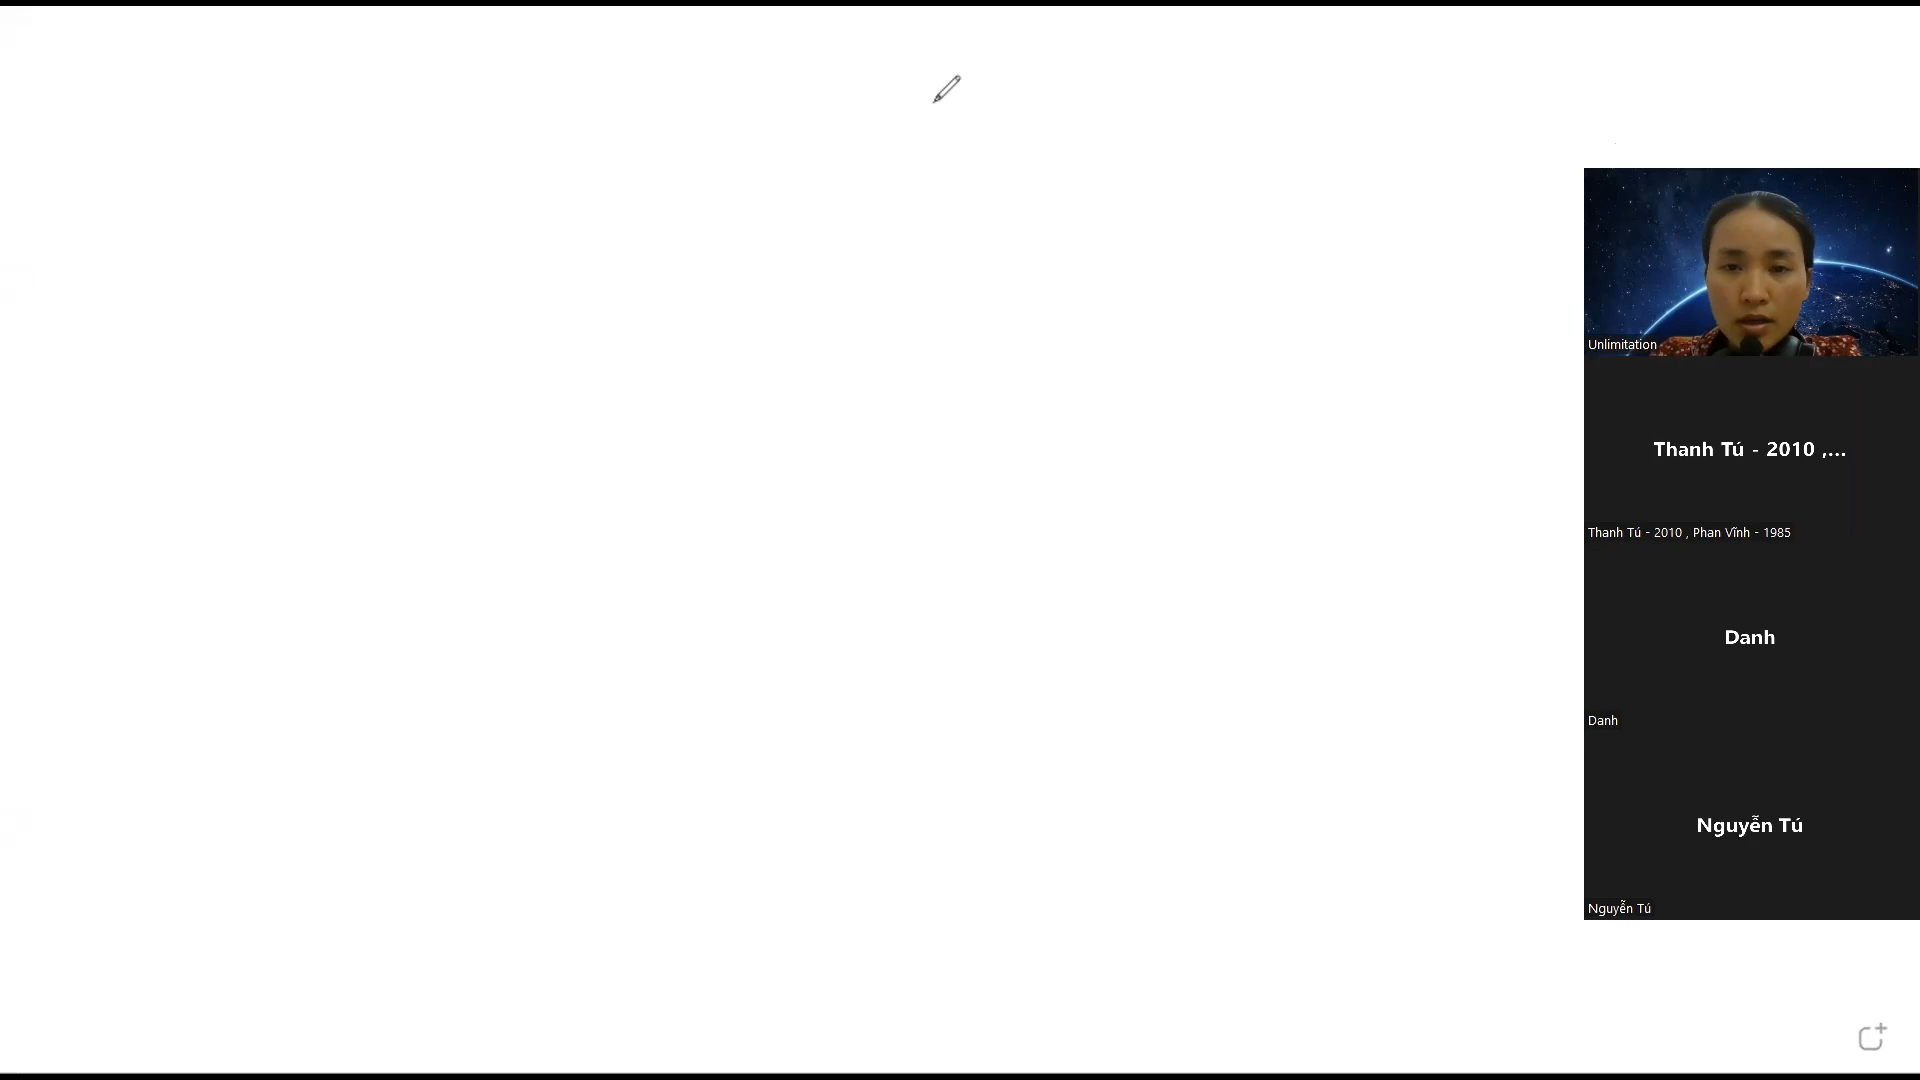 Unlimitation
Thanh Tú - 2010 ,...
Thanh Tú - 2010 , Phan Vĩnh - 1985
Danh
Danh
Nguyễn Tú
Nguyễn Tú